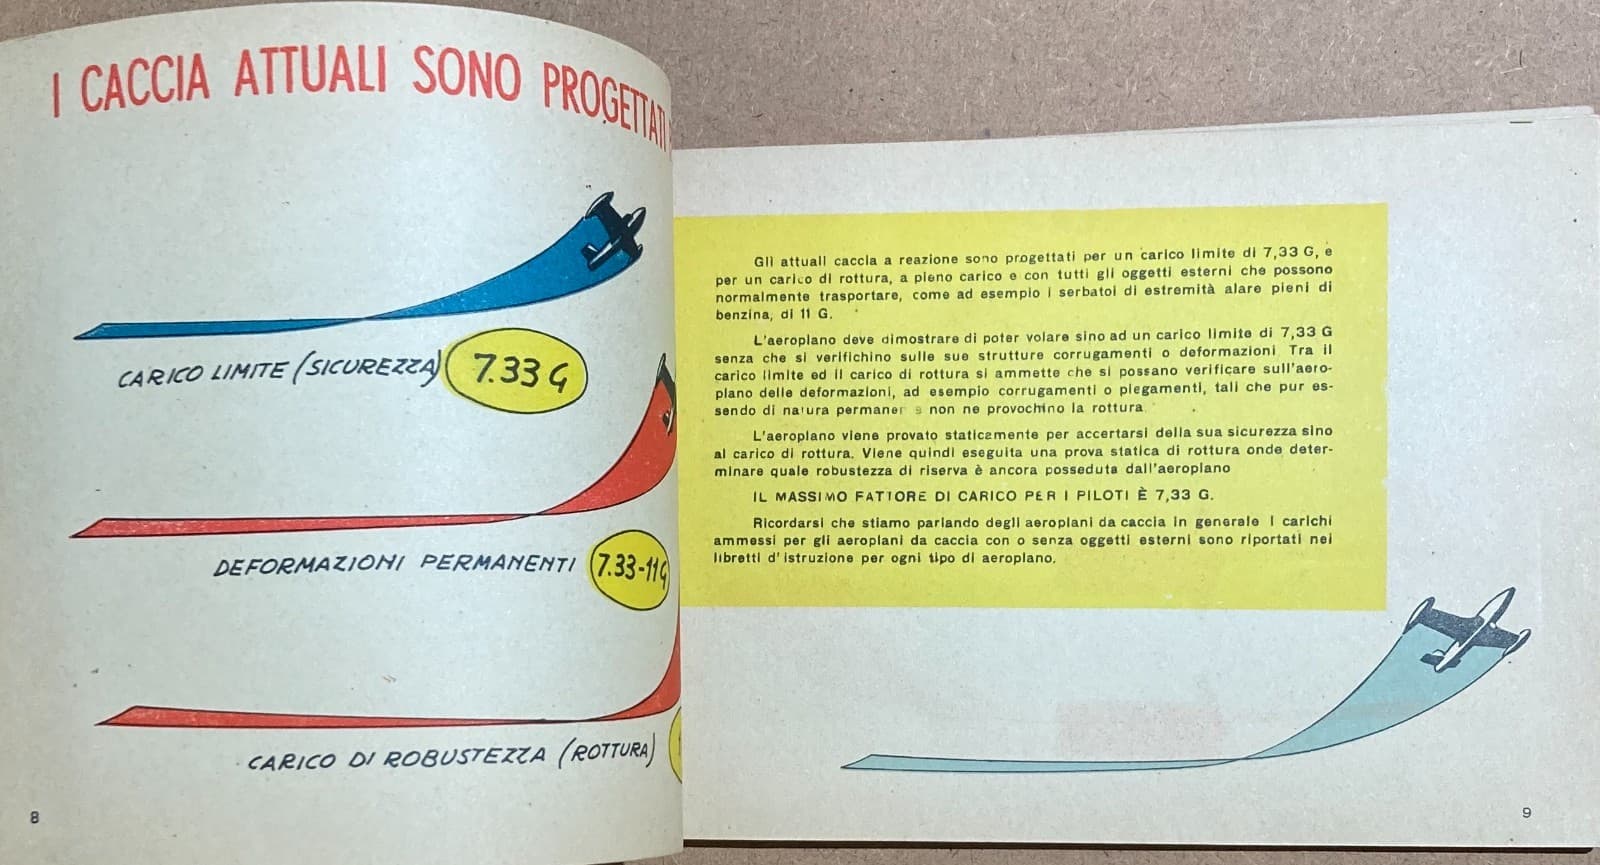 I CACCIA ATTUALI SONO PROGETTATI
CARICO LIMITE (SICUREZZA) 7.33 G
DEFORMAZIONI PERMANENTI 7.33-11G
CARICO DI ROBUSTEZZA (ROTTURA)
8
Gli attuali caccia a reazione sono progettati per un carico limite di 7,33 G, e
per un carico di rottura, a pieno carico e con tutti gli oggetti esterni che possono
normalmente trasportare, come ad esempio i serbatoi di estremità alare pieni di
benzina, di 11 G.
L'aeroplano deve dimostrare di poter volare sino ad un carico limite di 7,33 G
senza che si verifichino sulle sue strutture corrugamenti o deformazioni Tra il
carico limite ed il carico di rottura si ammette che si possano verificare sull'aero-
plano delle deformazioni, ad esempio corrugamenti o piegamenti, tali che pur es-
sendo di natura non ne provochino la rottura.
L'aeroplano viene provato staticamente per accertarsi della sua sicurezza sino
al carico di rottura. Viene quindi eseguita una prova statica di rottura onde deter-
minare quale robustezza di riserva è ancora posseduta dall'aeroplano
IL MASSIMO FATTORE DI CARICO PER I PILOTI È 7,33 G.
Ricordarsi che stiamo parlando degli aeroplani da caccia in generale I carichi
ammessi per gli aeroplani da caccia con o senza oggetti esterni sono riportati nei
libretti d'istruzione per ogni tipo di aeroplano.
9